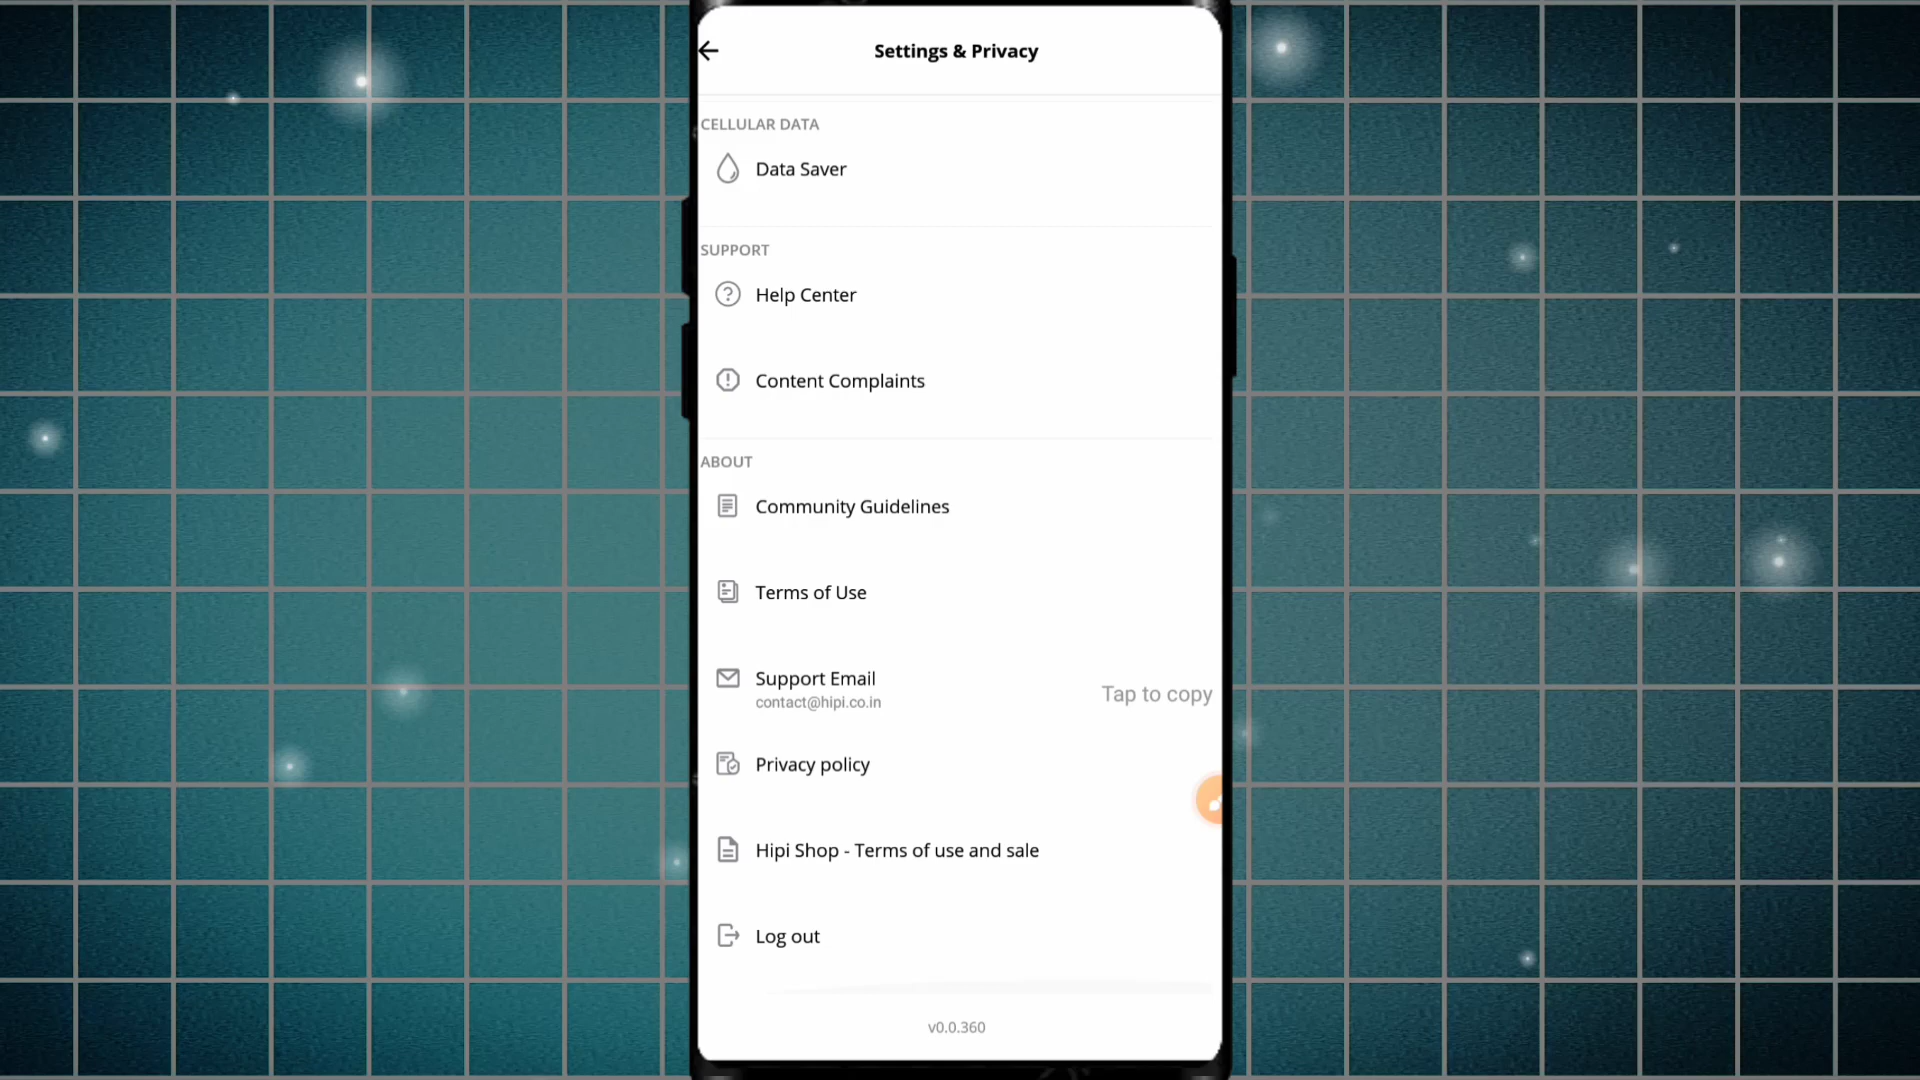 Settings & Privacy
CELLULAR DATA
Data Saver
SUPPORT
Help Center
Content Complaints
ABOUT
Community Guidelines
Terms of Use
Support Email
contact@hipi.co.in
Tap to copy
Privacy policy
Hipi Shop - Terms of use and sale
Log out
v0.0.360